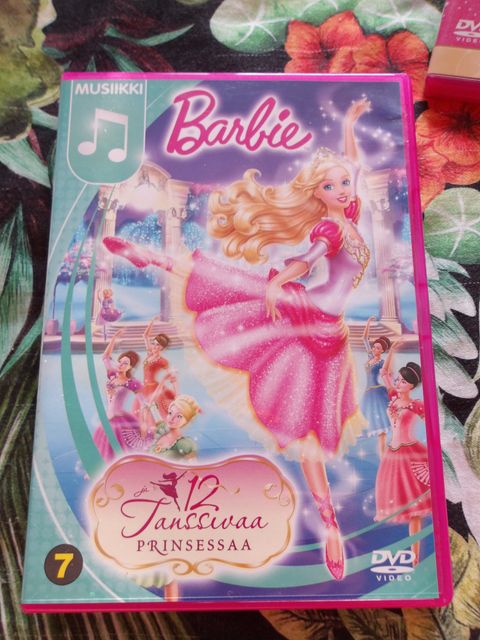 MUSIIKKI
Barbie
ja 12
Tanssivaa
PRINSESSAA
7
DVD
VIDEO
DVD
VIDEO